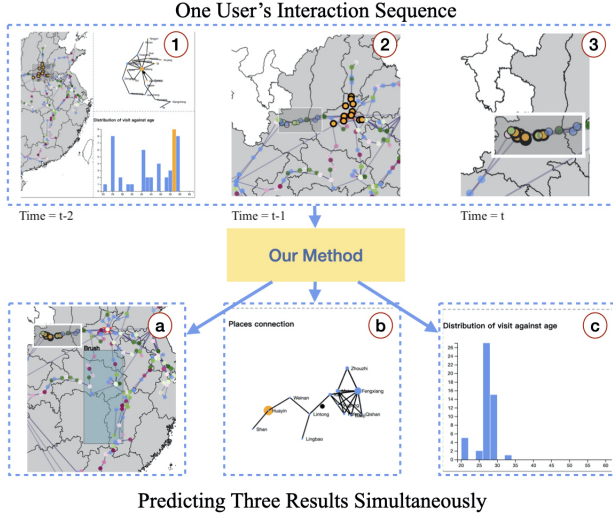 One User's Interaction Sequence
1
2
3
Distribution of visit against age
Time = t-2
Time = t-1
Time = t
Our Method
a
b
c
Brush
Places connection
Zhouzhi
Fengxiang
Weinan
Huayin
Lintong
Qishan
Shan
Lingbao
Distribution of visit against age
26
24
22
20
18
16
14
12
10
8
6
4
2
0
20 25 30 35 40 45 50 55 60
Predicting Three Results Simultaneously